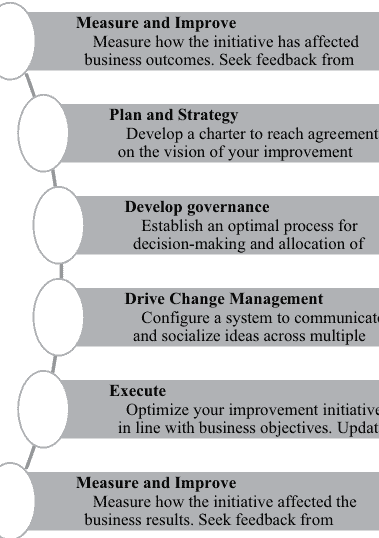 Measure and Improve
Measure how the initiative has affected
business outcomes. Seek feedback from
Plan and Strategy
Develop a charter to reach agreement
on the vision of your improvement
Develop governance
Establish an optimal process for
decision-making and allocation of
Drive Change Management
Configure a system to communicate
and socialize ideas across multiple
Execute
Optimize your improvement initiative
in line with business objectives. Updat
Measure and Improve
Measure how the initiative affected the
business results. Seek feedback from